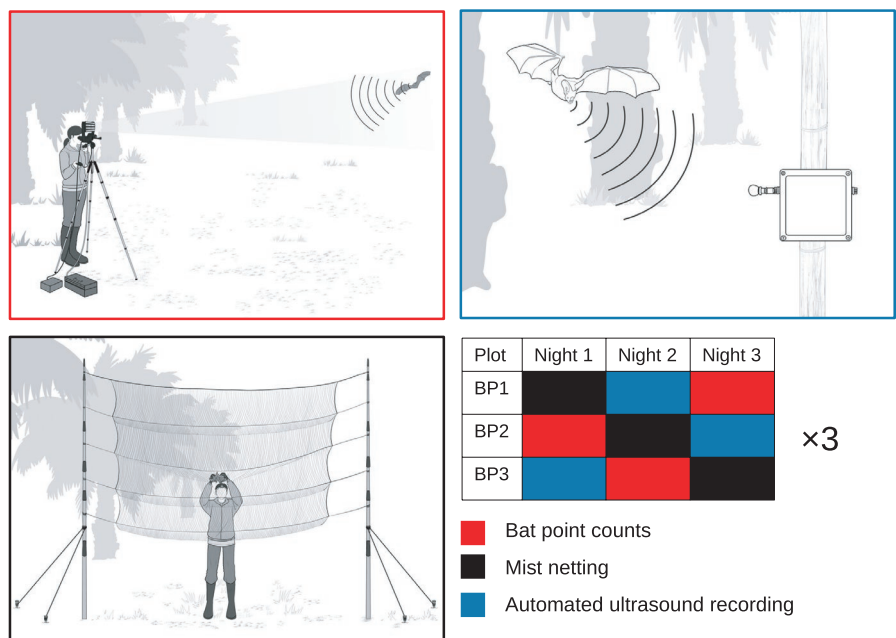 Plot Night 1 Night 2 Night 3
BP1
BP2
BP3
×3
Bat point counts
Mist netting
Automated ultrasound recording